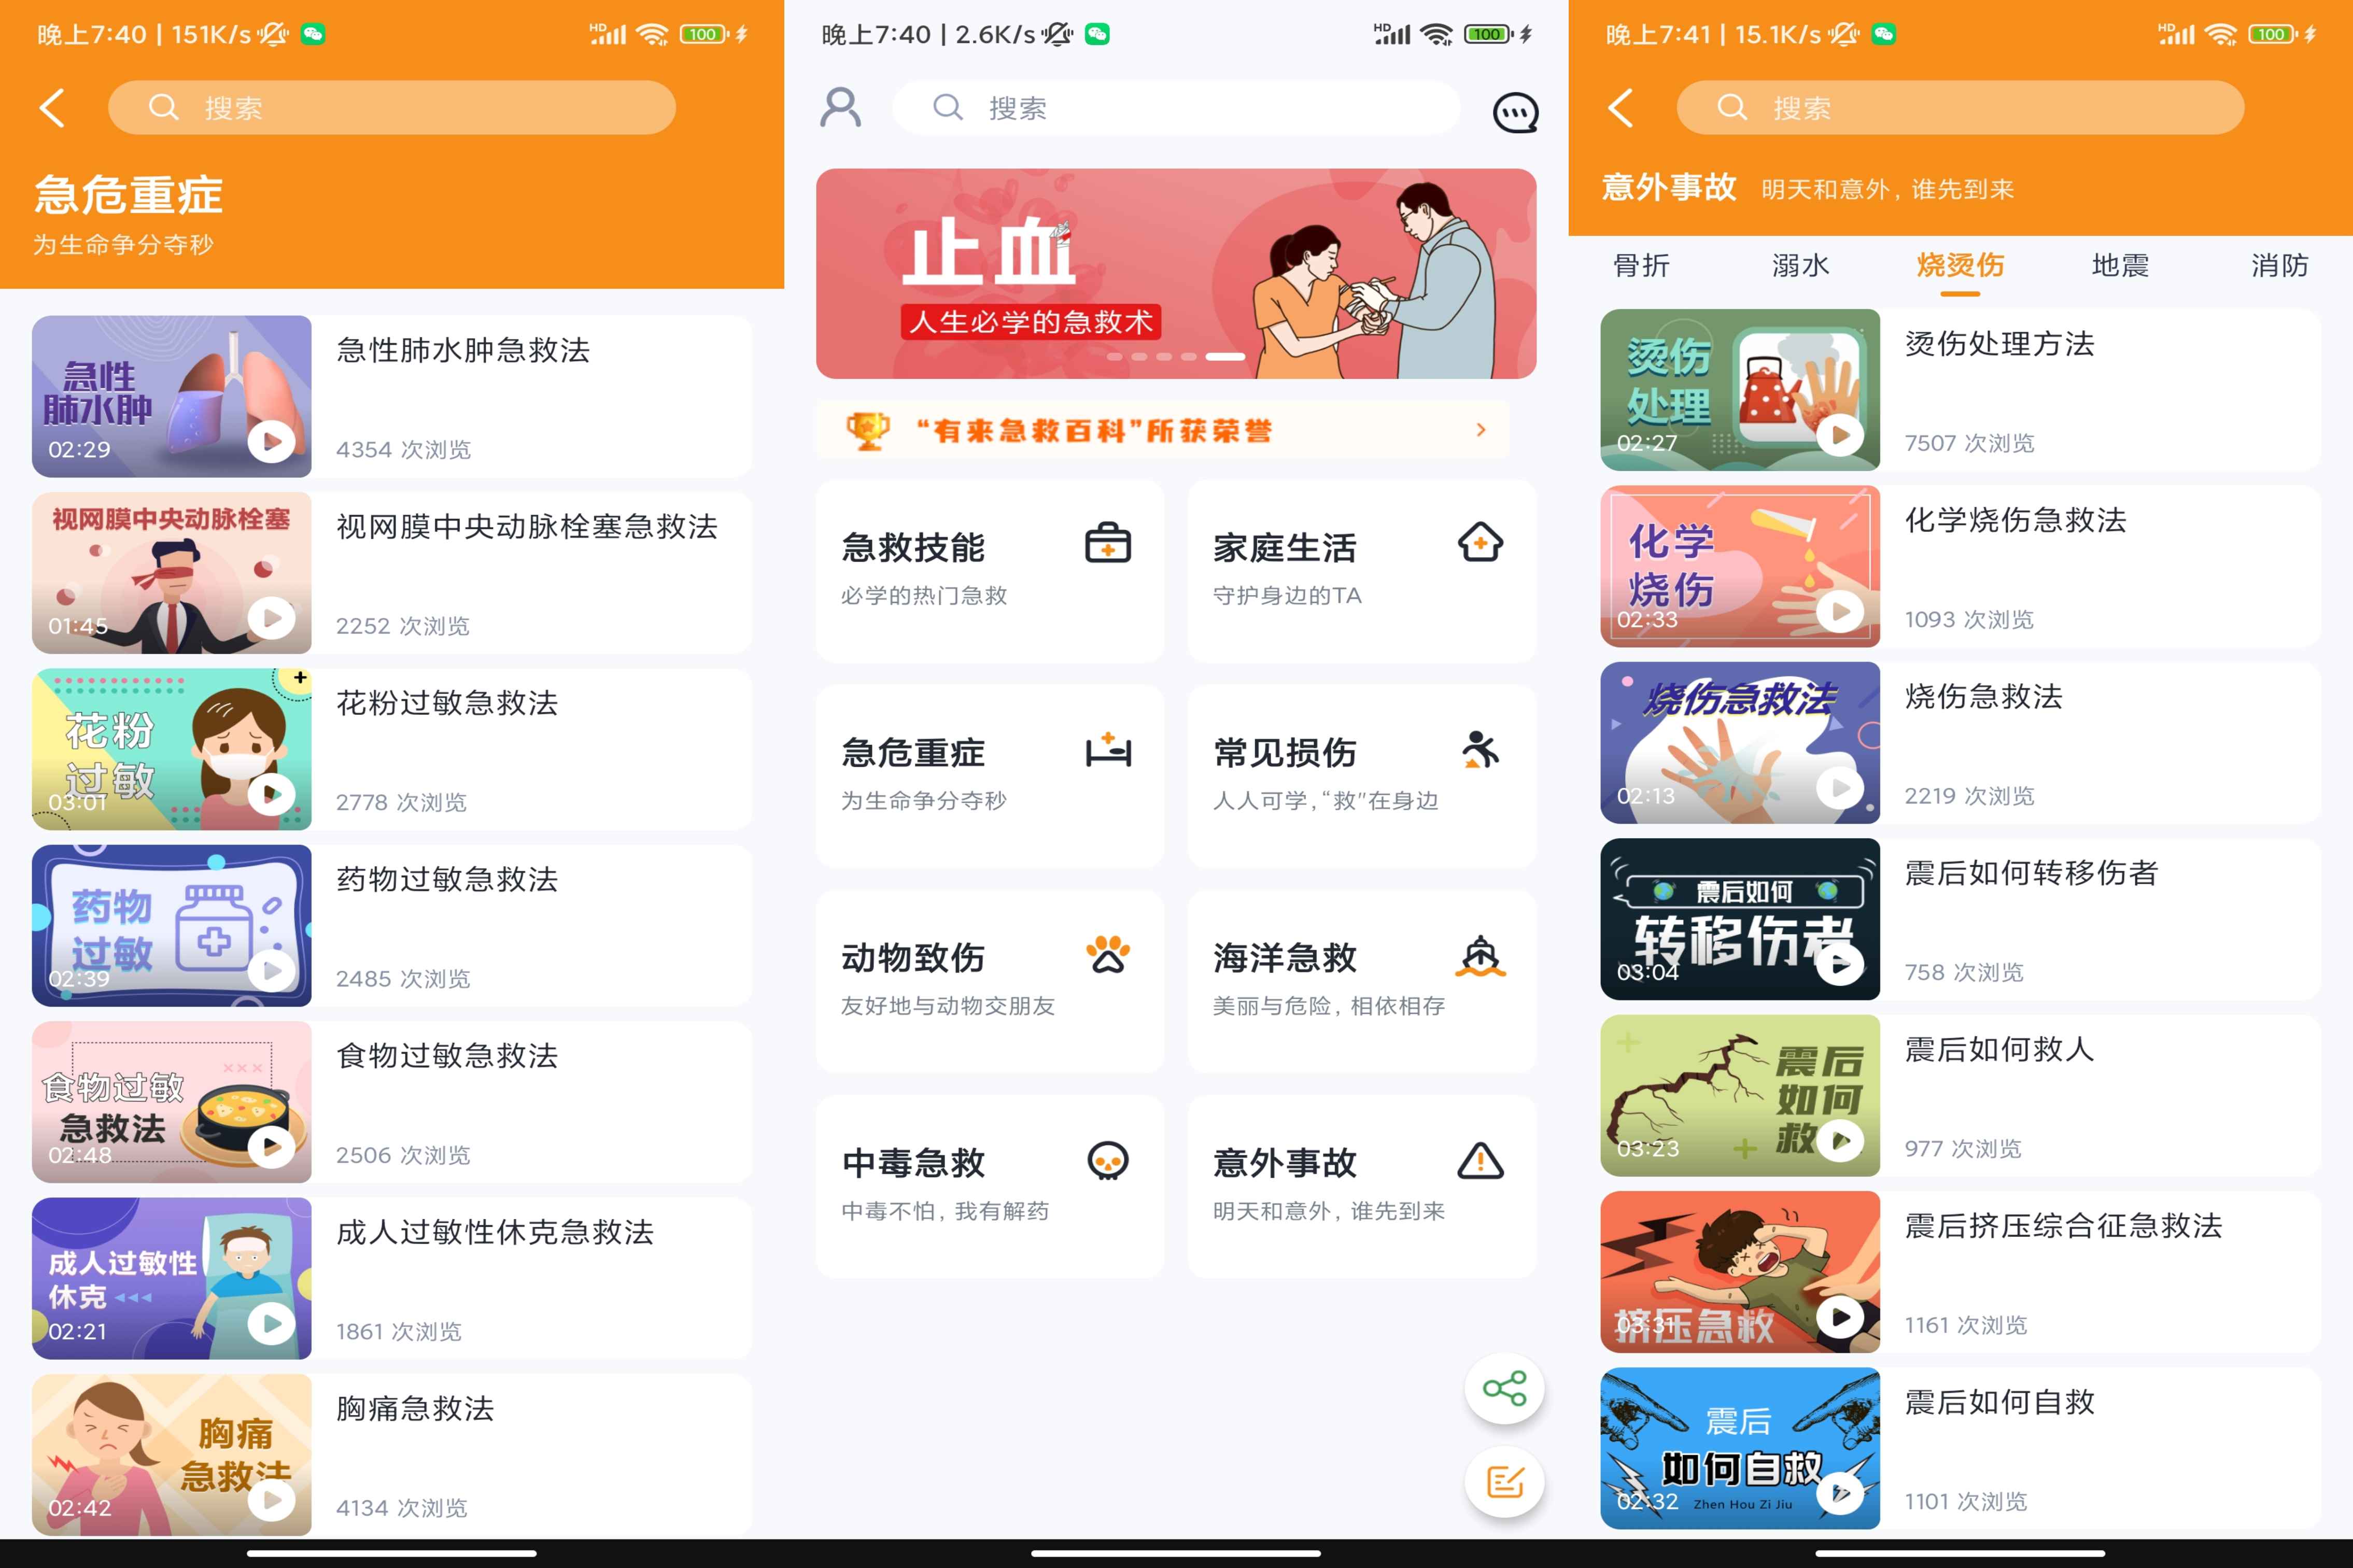 晚上7:40 | 151K/s
HD
100
搜索
急危重症
为生命争分夺秒
急性
肺水肿
02:29
急性肺水肿急救法
4354 次浏览
视网膜中央动脉栓塞
01:45
视网膜中央动脉栓塞急救法
2252 次浏览
花粉
过敏
03:01
花粉过敏急救法
2778 次浏览
药物
过敏
02:39
药物过敏急救法
2485 次浏览
食物过敏
急救法
02:48
食物过敏急救法
2506 次浏览
成人过敏性
休克
02:21
成人过敏性休克急救法
1861 次浏览
胸痛
急救法
02:42
胸痛急救法
4134 次浏览
晚上7:40 | 2.6K/s
HD
100
搜索
止血
人生必学的急救术
“有来急救百科”所获荣誉
急救技能
必学的热门急救
家庭生活
守护身边的TA
急危重症
为生命争分夺秒
常见损伤
人人可学，“救”在身边
动物致伤
友好地与动物交朋友
海洋急救
美丽与危险，相依相存
中毒急救
中毒不怕，我有解药
意外事故
明天和意外，谁先到来
晚上7:41 | 15.1K/s
HD
100
搜索
意外事故 明天和意外，谁先到来
骨折 溺水 烧烫伤 地震 消防
烫伤
处理
02:27
烫伤处理方法
7507 次浏览
化学
烧伤
02:33
化学烧伤急救法
1093 次浏览
烧伤急救法
02:13
烧伤急救法
2219 次浏览
震后如何
转移伤者
03:04
震后如何转移伤者
758 次浏览
震后
如何
救
03:23
震后如何救人
977 次浏览
挤压急救
03:31
震后挤压综合征急救法
1161 次浏览
震后
如何自救
Zhen Hou Zi Jiu
02:32
震后如何自救
1101 次浏览